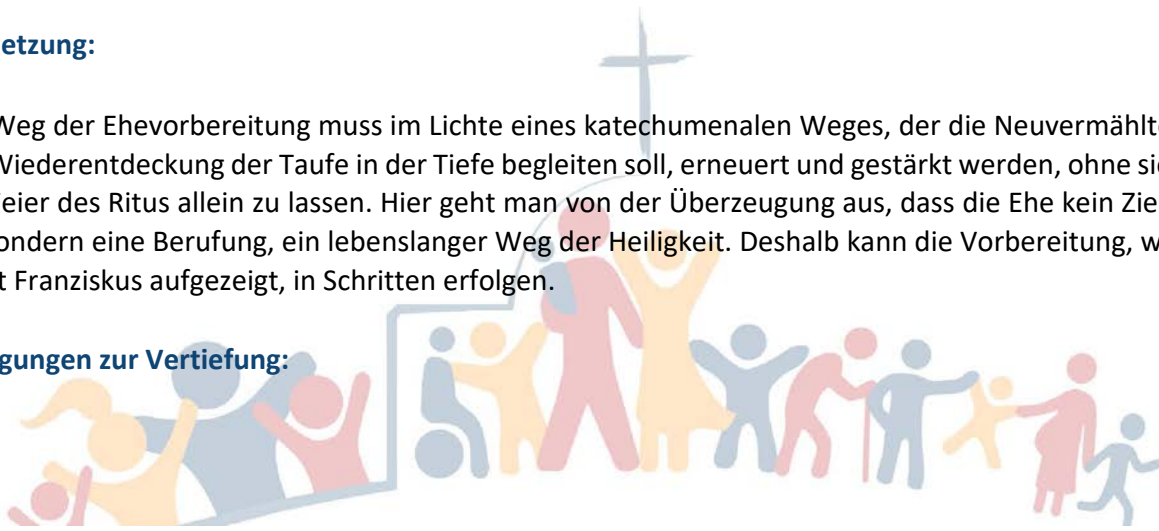 etzung:
Weg der Ehevorbereitung muss im Lichte eines katechumenalen Weges, der die Neuvermählte
Wiederentdeckung der Taufe in der Tiefe begleiten soll, erneuert und gestärkt werden, ohne sie
eier des Ritus allein zu lassen. Hier geht man von der Überzeugung aus, dass die Ehe kein Zie
ondern eine Berufung, ein lebenslanger Weg der Heiligkeit. Deshalb kann die Vorbereitung, w
t Franziskus aufgezeigt, in Schritten erfolgen.
gungen zur Vertiefung: